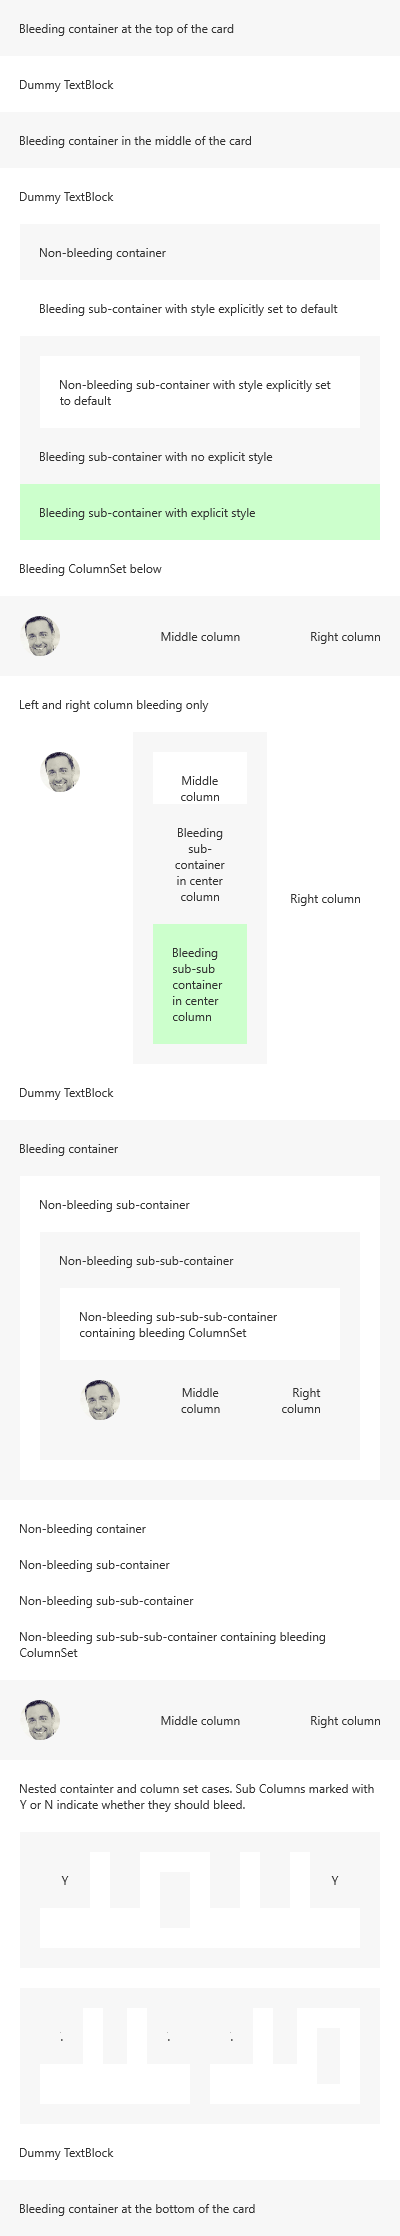 Bleeding container at the top of the card
Dummy TextBlock
Bleeding container in the middle of the card
Dummy TextBlock
Non-bleeding container
Bleeding sub-container with style explicitly set to default
Non-bleeding sub-container with style explicitly set
to default
Bleeding sub-container with no explicit style
Bleeding sub-container with explicit style
Bleeding ColumnSet below
Middle column
Right column
Left and right column bleeding only
Middle
column
Bleeding
sub-
container
in center
column
Right column
Bleeding
sub-sub
container
in center
column
Dummy TextBlock
Bleeding container
Non-bleeding sub-container
Non-bleeding sub-sub-container
Non-bleeding sub-sub-sub-container
containing bleeding ColumnSet
Middle
column
Right
column
Non-bleeding container
Non-bleeding sub-container
Non-bleeding sub-sub-container
Non-bleeding sub-sub-sub-container containing bleeding
ColumnSet
Middle column
Right column
Nested containter and column set cases. Sub Columns marked with
Y or N indicate whether they should bleed.
Y
Y
Dummy TextBlock
Bleeding container at the bottom of the card